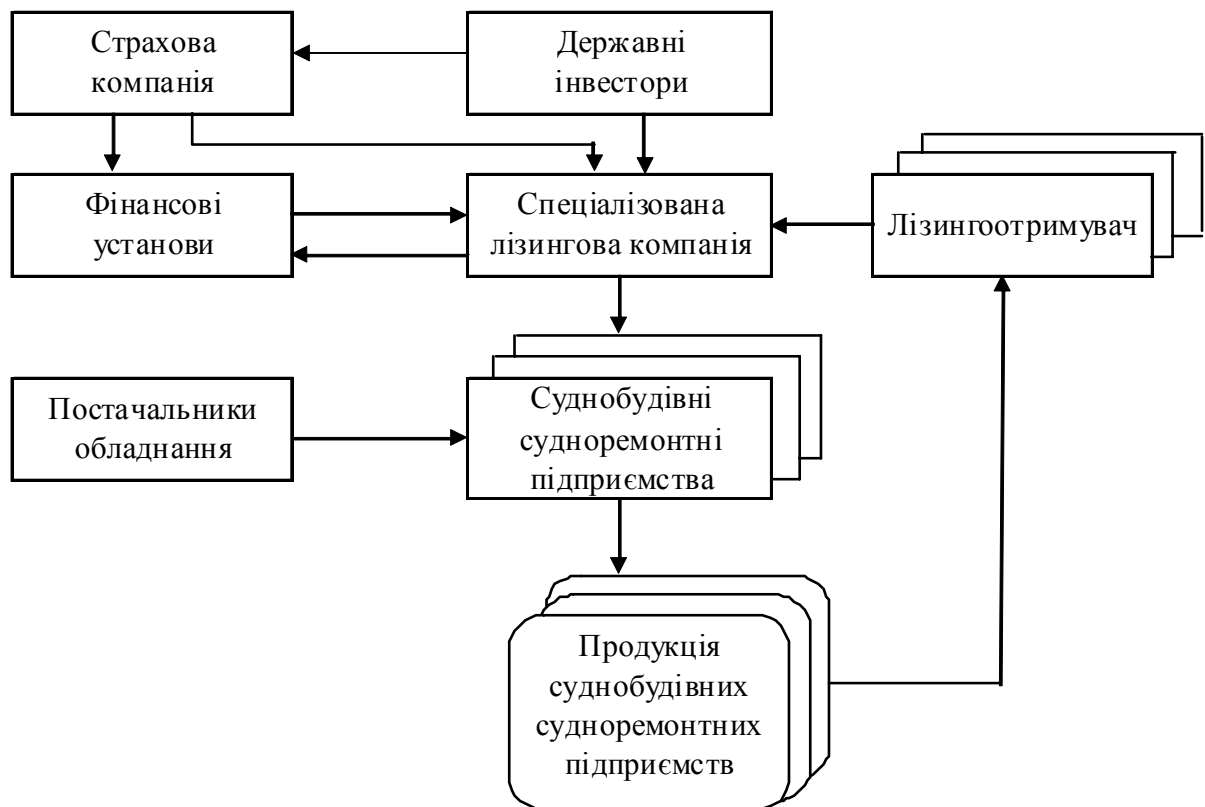 Страхова
компанія
Державні
інвестори
Фінансові
установи
Спеціалізована
лізингова компанія
Лізингоотримувач
Постачальники
обладнання
Суднобудівні
судноремонтні
підприємства
Продукція
суднобудівних
судноремонтних
підприємств